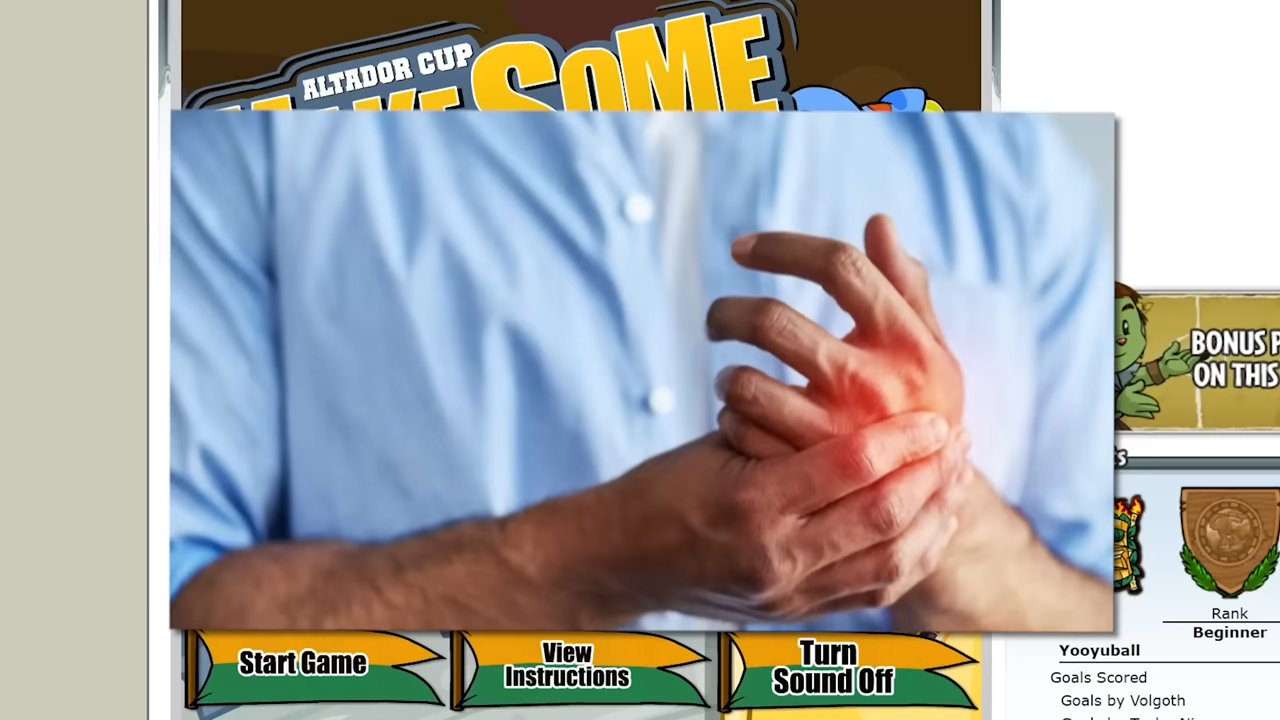 ALTADOR CUP
MAKE SOME
BONUS P
ON THIS
Start Game
View
Instructions
Turn
Sound Off
Rank
Beginner
Yooyuball
Goals Scored
Goals by Volgoth